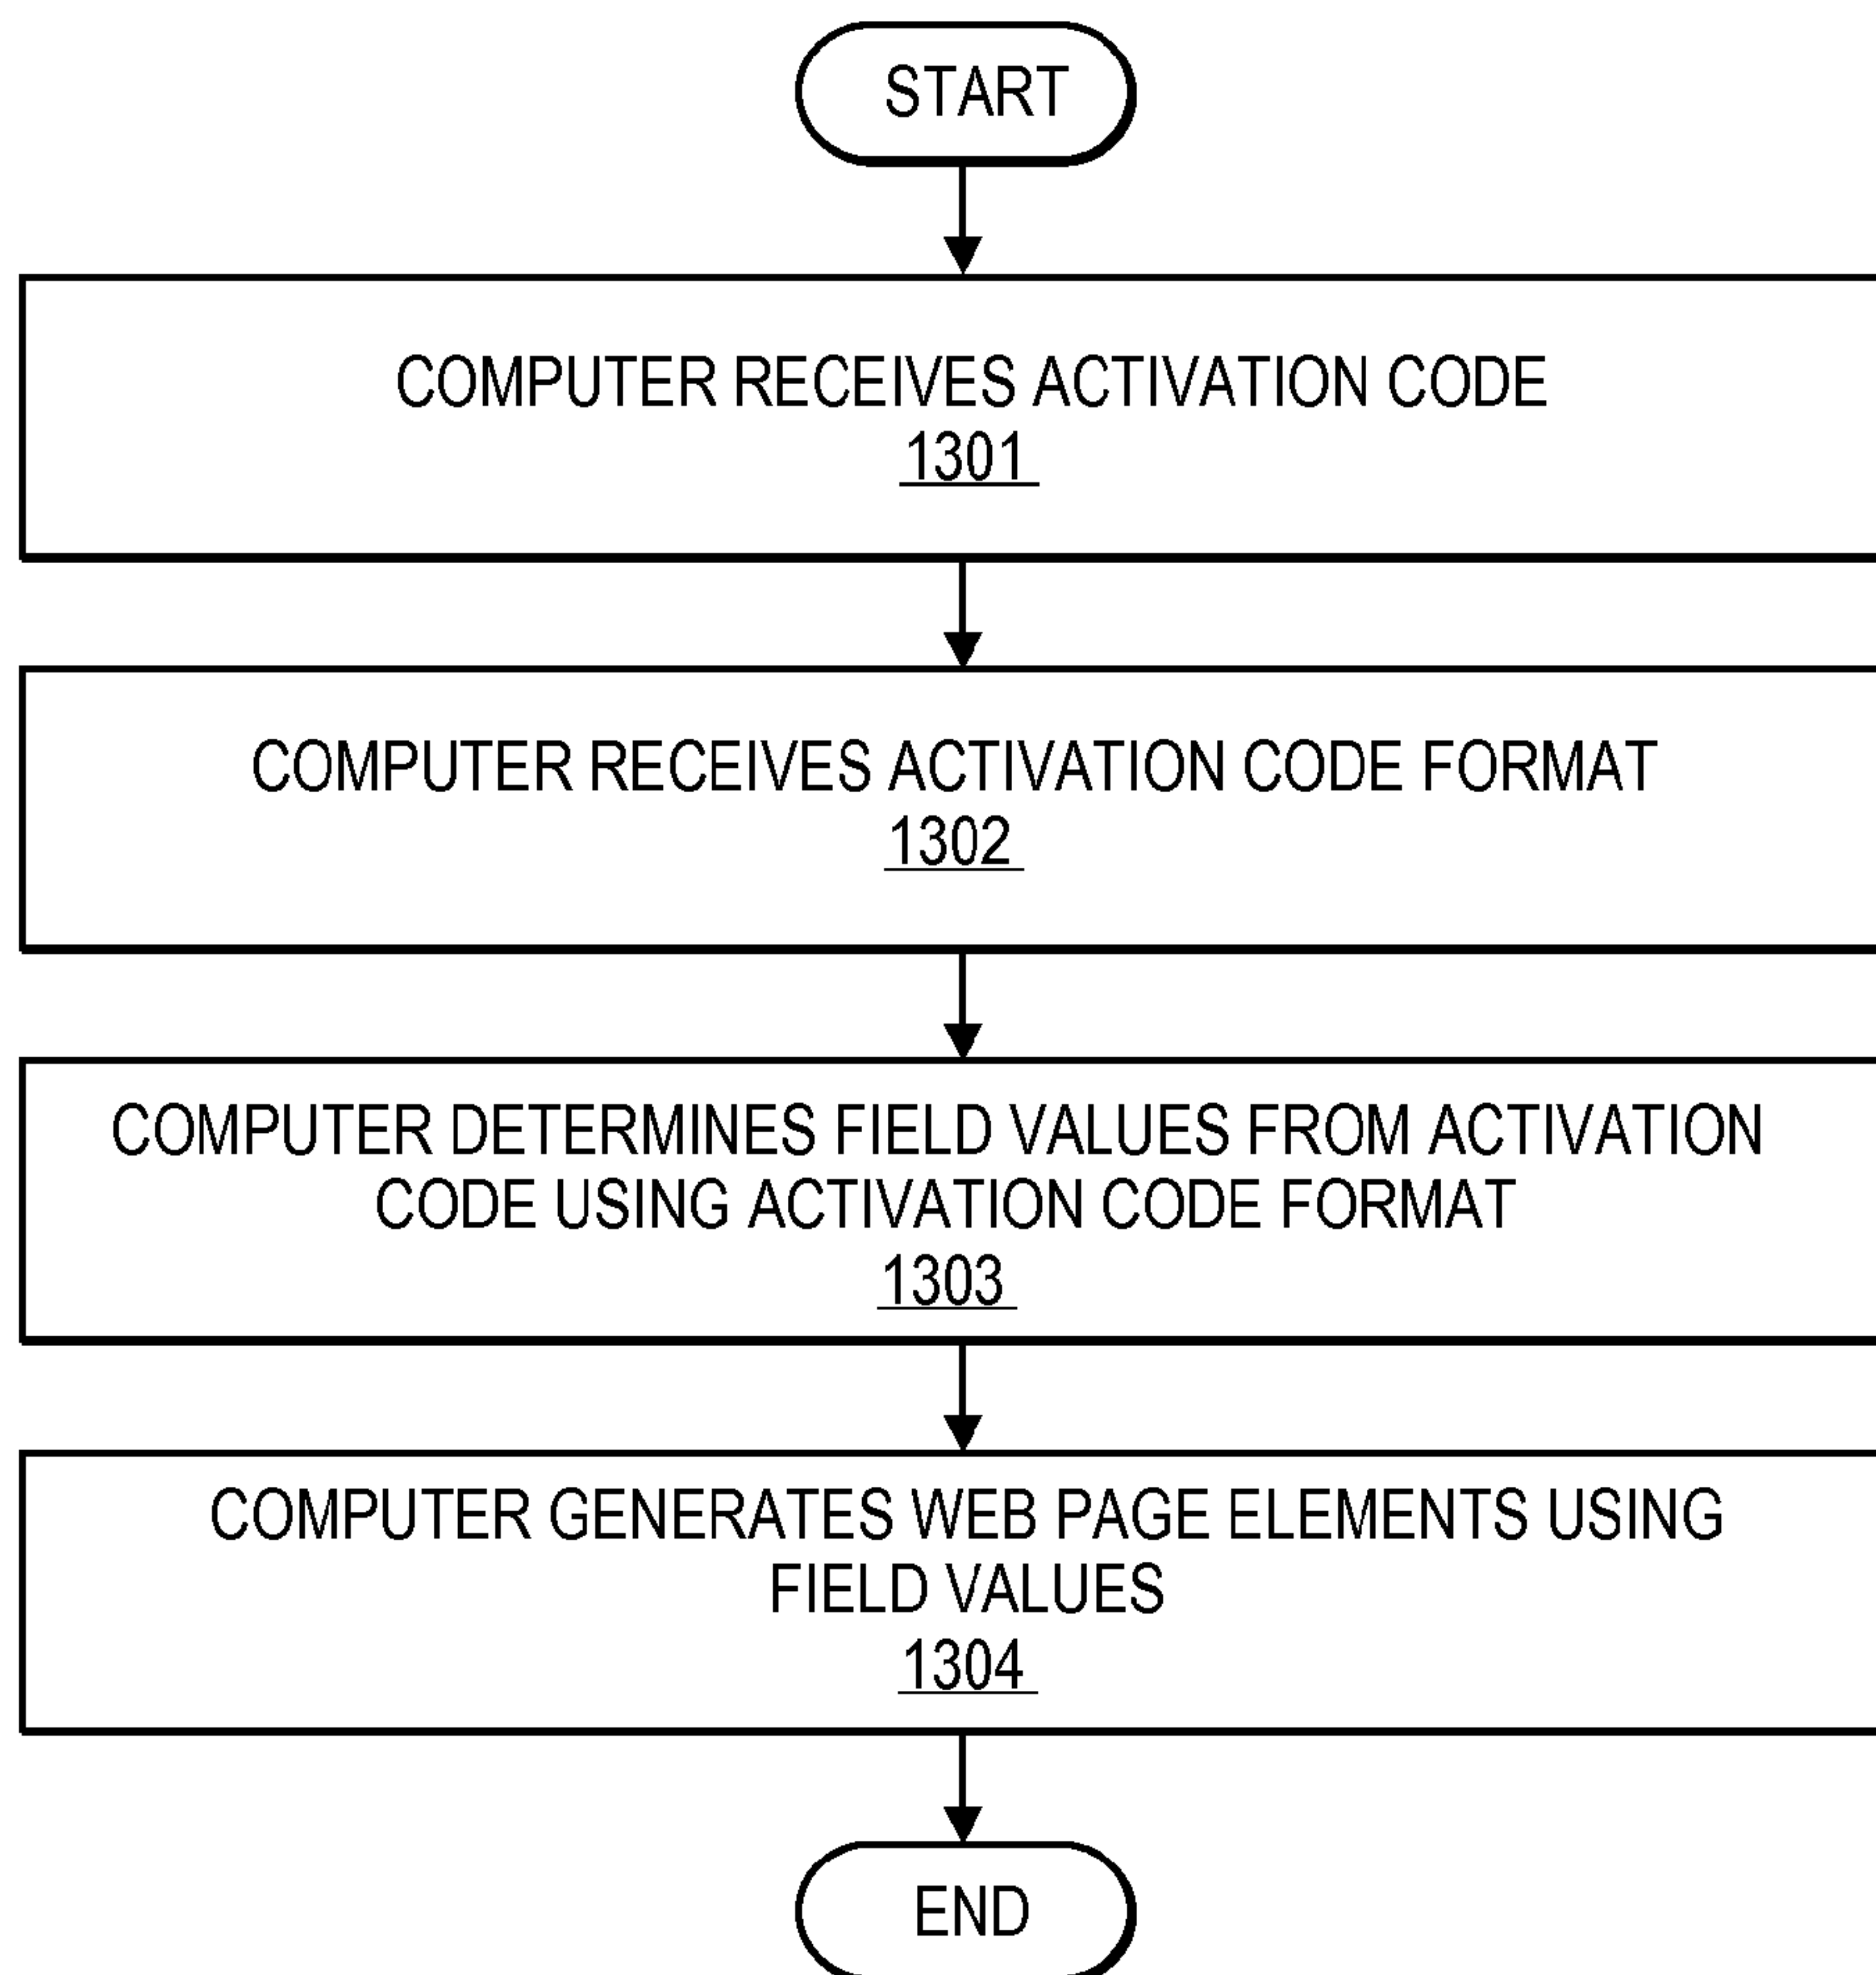 START
COMPUTER RECEIVES ACTIVATION CODE
1301
COMPUTER RECEIVES ACTIVATION CODE FORMAT
1302
COMPUTER DETERMINES FIELD VALUES FROM ACTIVATION
CODE USING ACTIVATION CODE FORMAT
1303
COMPUTER GENERATES WEB PAGE ELEMENTS USING
FIELD VALUES
1304
END